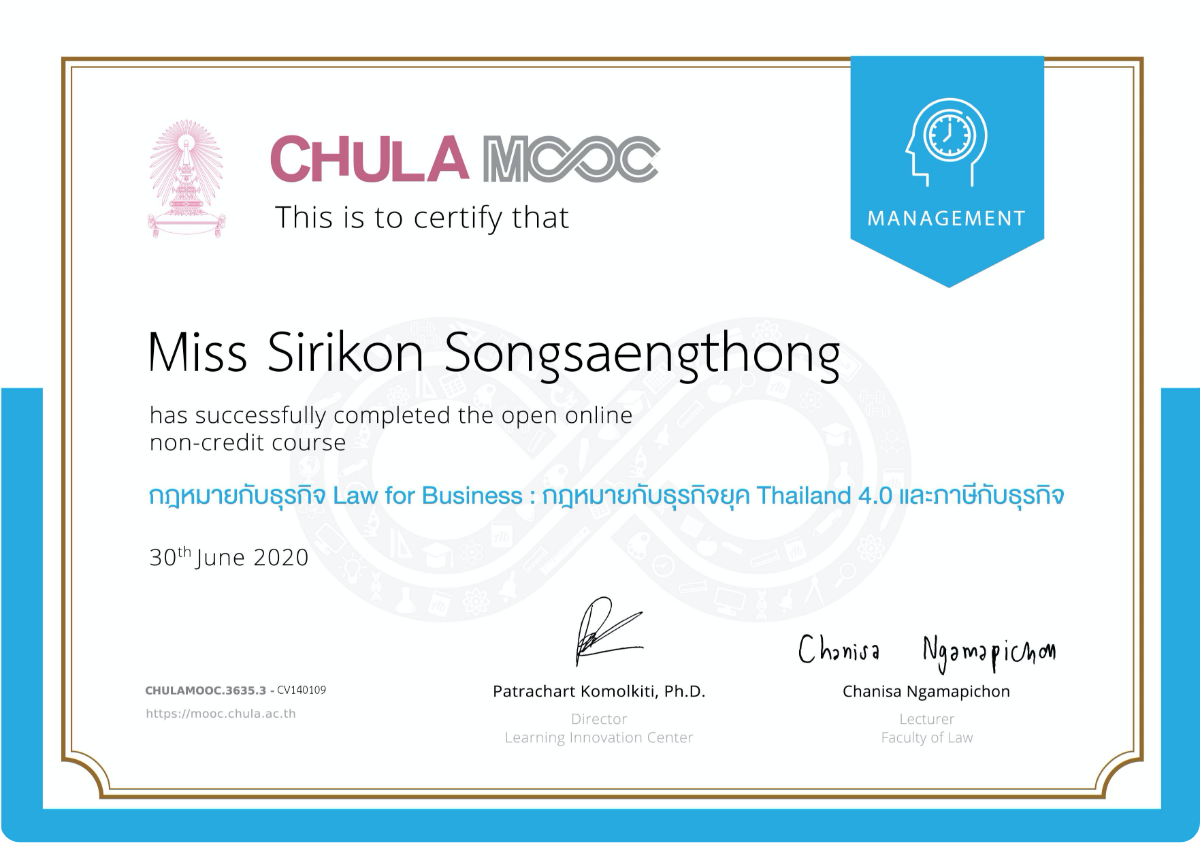 CHULA MOOC
This is to certify that
MANAGEMENT
Miss Sirikon Songsaengthong
has successfully completed the open online
non-credit course
กฎหมายกับธุรกิจ Law for Business : กฎหมายกับธุรกิจยุค Thailand 4.0 และภาษีกับธุรกิจ
30th June 2020
Chanisa Ngamapichon
CHULAMOOC.3635.3 - CV140109
https://mooc.chula.ac.th
Patrachart Komolkiti, Ph.D.
Director
Learning Innovation Center
Chanisa Ngamapichon
Lecturer
Faculty of Law